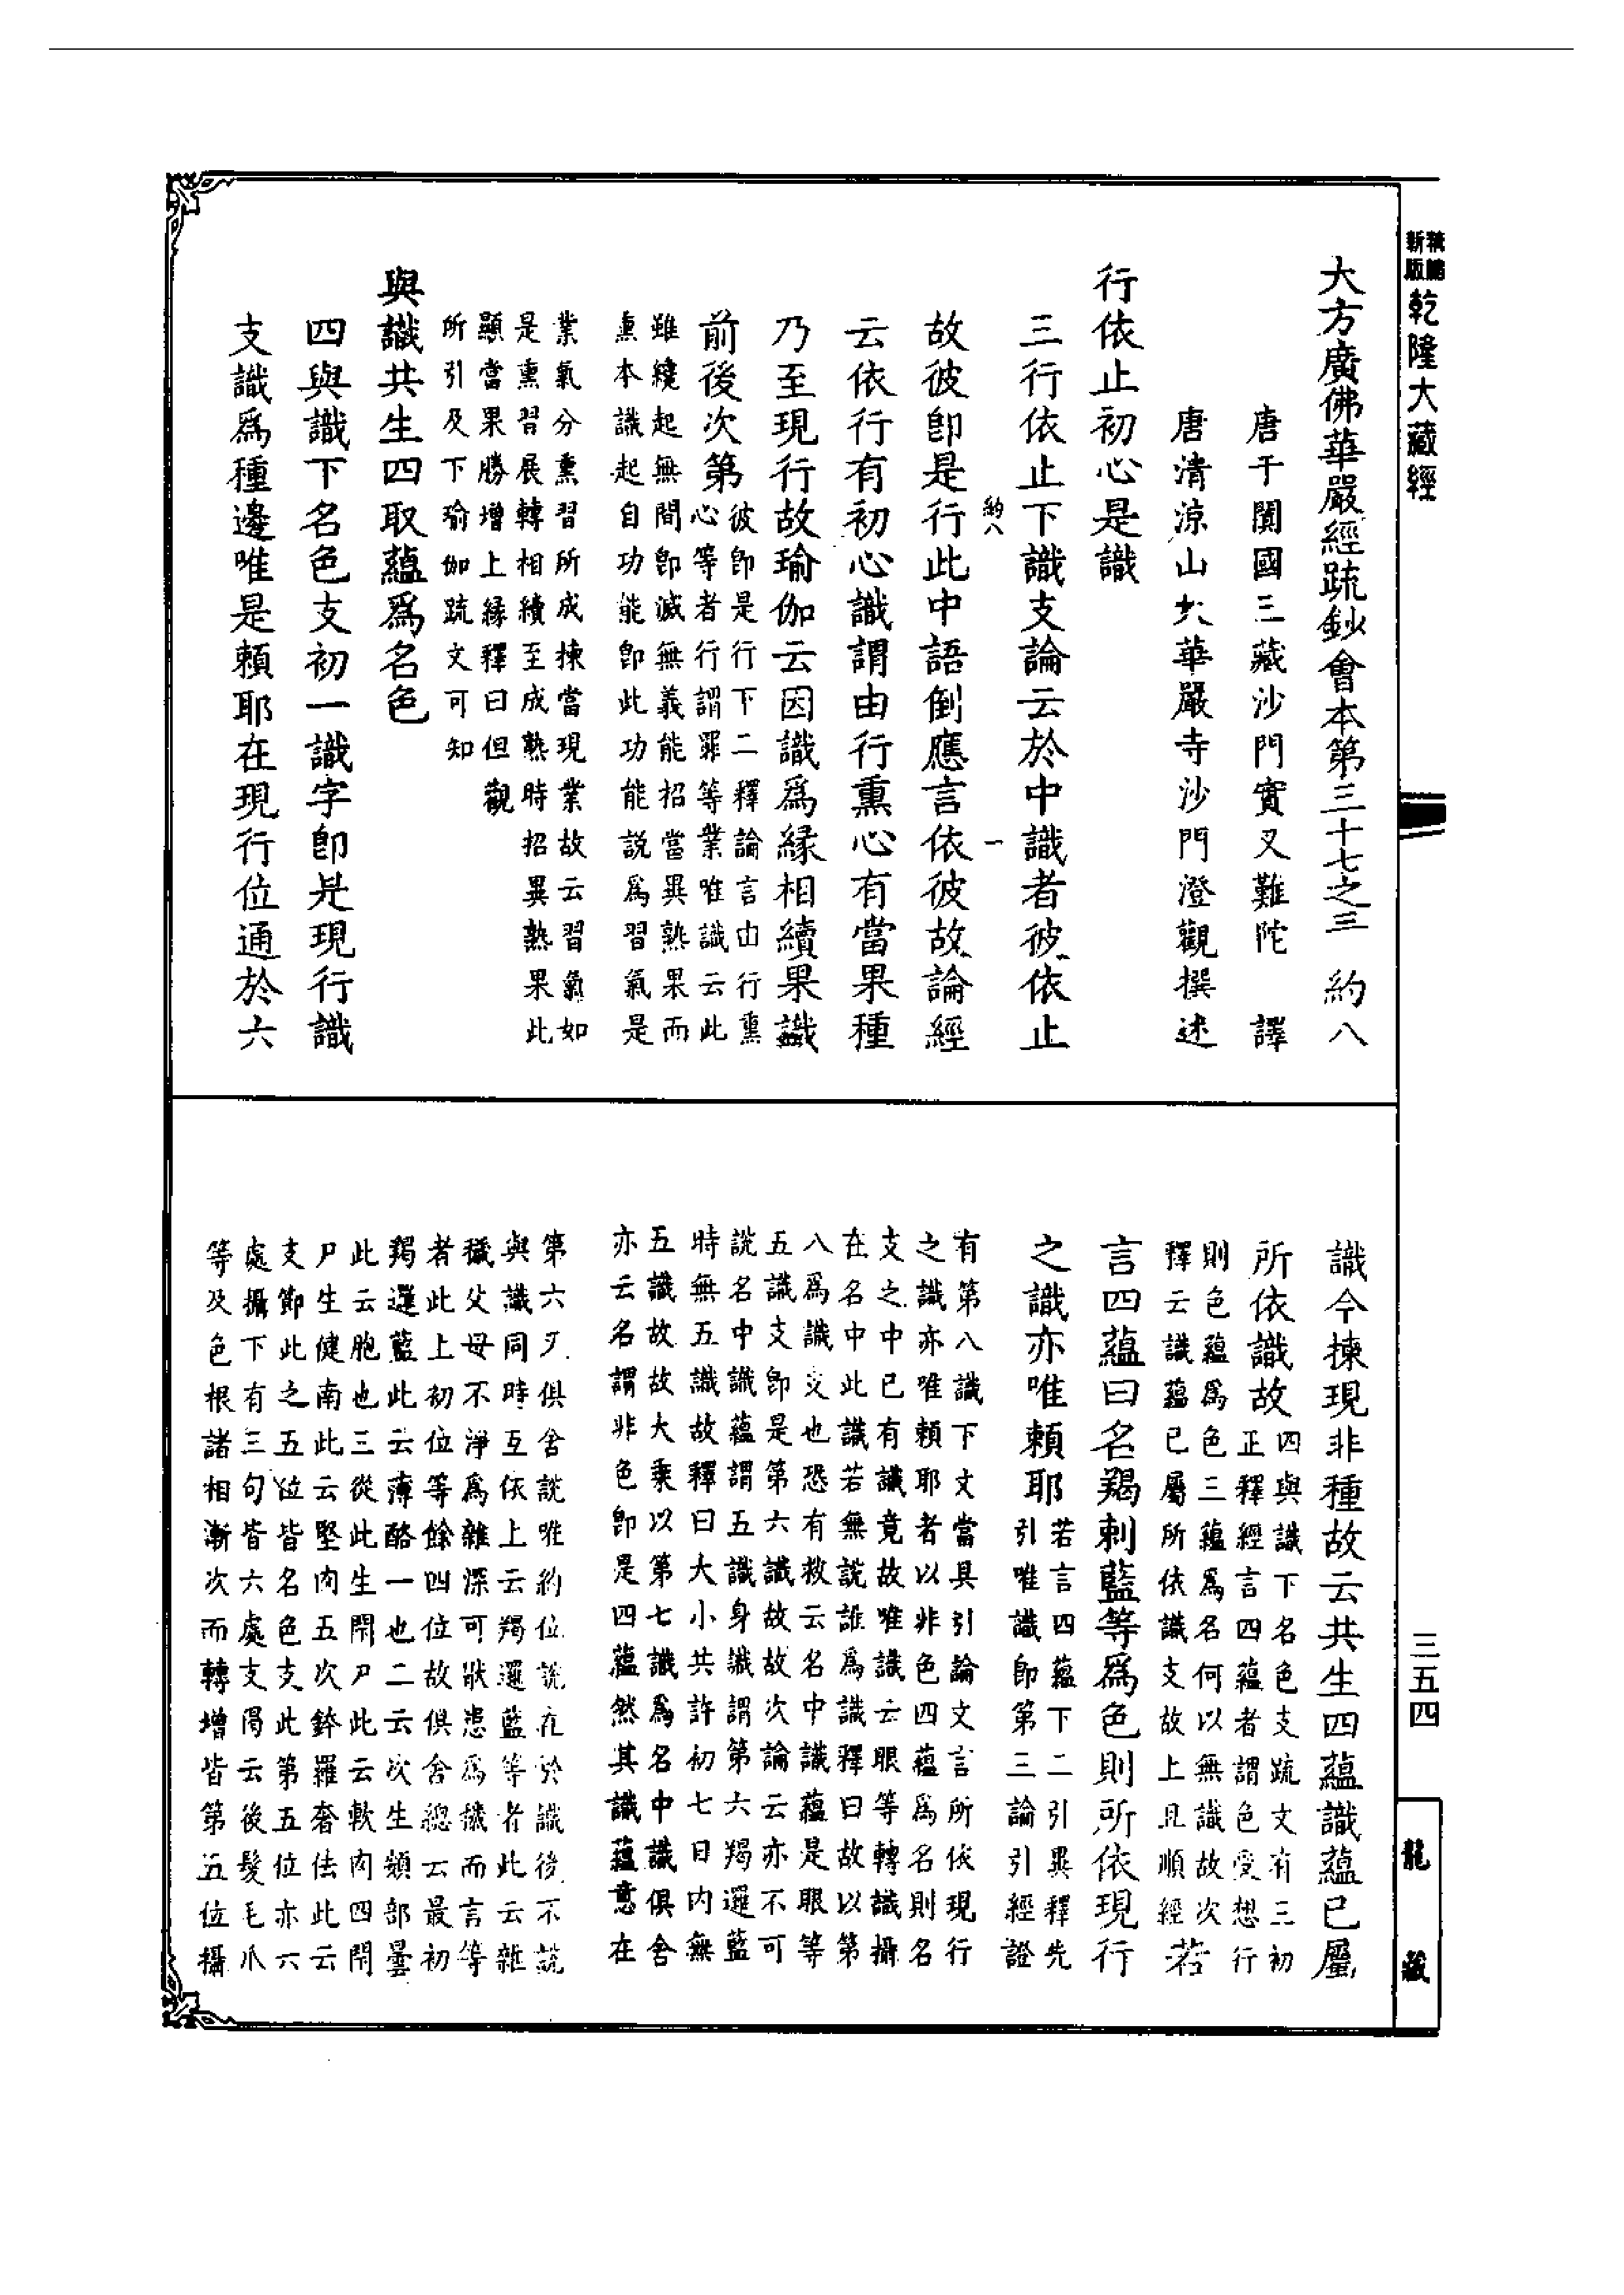 乾隆大藏經
大方廣佛華嚴經疏鈔會本第三十七之三 約八
唐于闐國三藏沙門實叉難陀 譯
唐清涼山大華嚴寺沙門澄觀撰述
行依止初心是識
三行依止下識支論云於中識者彼依止
約八 一
故彼即是行此中語倒應言依彼故論經
云依行有初心識謂由行熏心有當果種
乃至現行故瑜伽云因識爲緣相續果識
前後次第
彼即是行下二釋論言由行熏
心等者行謂罪等業唯識云此
雖纔起無間即滅無義能招當異熟果而
熏本識起自功能即此功能說爲習氣是
業氣分熏習所成揀當現業故云習氣如
是熏習展轉相續至成熟時招異熟果此
顯當果勝增上緣釋曰但觀
所引及下瑜伽疏文可知
與識共生四取蘊爲名色
四與識下名色支初一識字即是現行識
支識爲種邊唯是賴耶在現行位通於六
識今揀現非種故云共生四蘊識蘊已屬
所依識故
四與識下名色支疏文有三初
正釋經言四蘊者謂色受想行
則色蘊爲色三蘊爲名何以無識故次
釋云識蘊已屬所依識支故上且順經
若
言四蘊曰名羯剌藍等爲色則所依現行
之識亦唯賴耶
若言四蘊下二引異釋先
引唯識即第三論引經證
有第八識下文當具引論文言所依現行
之識亦唯賴耶者以非色四蘊爲名則名
支之中已有識竟故唯識云眼等轉識攝
在名中此識若無說誰爲識釋曰故以第
八爲識支也恐有救云名中識蘊是眼等
五識支即是第六識故故次論云亦不可
說名中識蘊謂五識身識謂第六羯邏藍
時無五識故釋曰大小共許初七日內無
五識故故大乘以第七識爲名中識俱舍
亦云名謂非色即是四蘊然其識蘊意在
第六刃俱舍說唯約位說在於識後不說
與識同時互依上云羯邏藍等者此云雜
穢父母不淨爲雜深可厭患爲穢而言等
者此上初位等餘四位故俱舍總云最初
羯邏藍此云薄酪一也二云次生頞部曇
此云胞也三從此生閉尸此云軟肉四閉
尸生健南此云堅肉五次鉢羅奢佉此云
支節此之五位皆名色支此第五位亦六
處攝下有三句皆六處支偈云後髮毛爪
等及色根諸相漸次而轉增皆第五位攝
三五四
龍藏